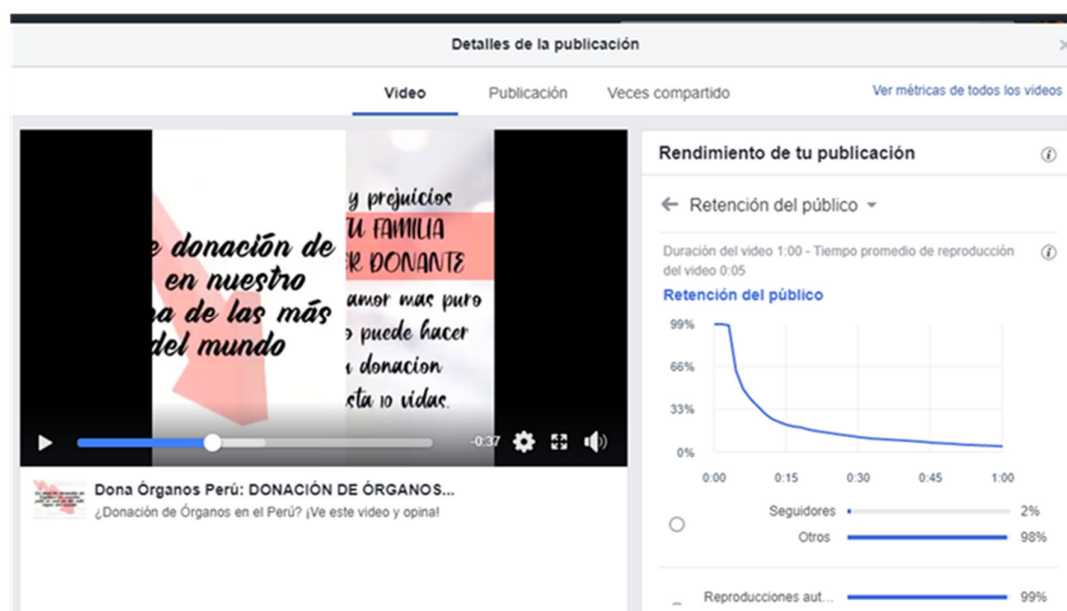 Detalles de la publicación
Video Publicación Veces compartido Ver métricas de todos los videos
e donación de
en nuestro
a de las más
del mundo
y prejuicios
TU FAMILIA
ER DONANTE
amor mas puro
o puede hacer
donacion
sta 10 vidas.
-0:37
Dona Órganos Perú: DONACIÓN DE ÓRGANOS...
¿Donación de Órganos en el Perú? ¡Ve este video y opina!
Rendimiento de tu publicación
Retención del público
Duración del video 1:00 - Tiempo promedio de reproducción
del video 0:05
Retención del público
99%
66%
33%
0%
0:00 0:15 0:30 0:45 1:00
Seguidores 2%
Otros 98%
Reproducciones aut... 99%